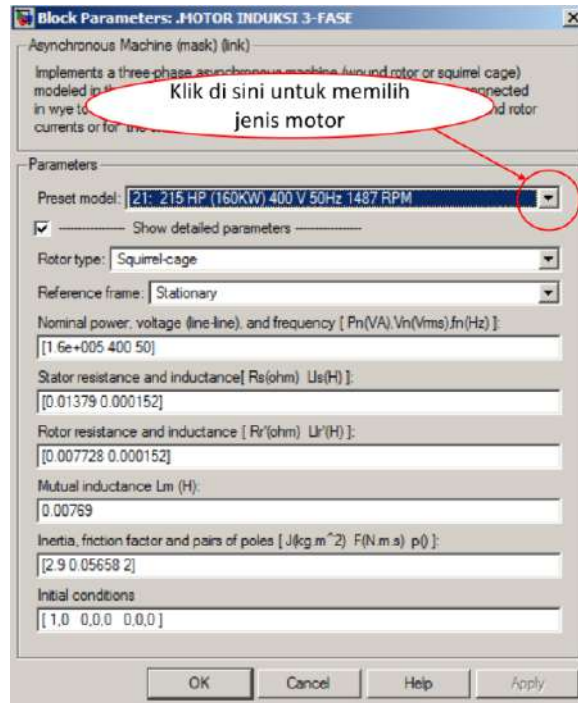 Block Parameters: .MOTOR INDUKSI 3-FASE
Asynchronous Machine (mask) (link)
Implements a three-phase asynchronous machine (wound rotor or squirrel cage)
modeled in
in wye to
currents or
nnected
nd rotor
Klik di sini untuk memilih
jenis motor
Parameters
Preset model: 21: 215 HP (160KW) 400 V 50Hz 1487 RPM
Show detailed parameters
Rotor type: Squirrel-cage
Reference frame: Stationary
Nominal power, voltage (line-line), and frequency [ Pn(VA),Vn(Vrms),fn(Hz) ]:
[1.6e+005 400 50]
Stator resistance and inductance[ Rs(ohm) Lls(H) ]:
[0.01379 0.000152]
Rotor resistance and inductance [ Rr'(ohm) Llr'(H) ]:
[0.007728 0.000152]
Mutual inductance Lm (H):
0.00769
Inertia, friction factor and pairs of poles [ J(kg.m^2) F(N.m.s) p() ]:
[2.9 0.05658 2]
Initial conditions
[ 1,0 0,0,0 0,0,0 ]
OK Cancel Help Apply